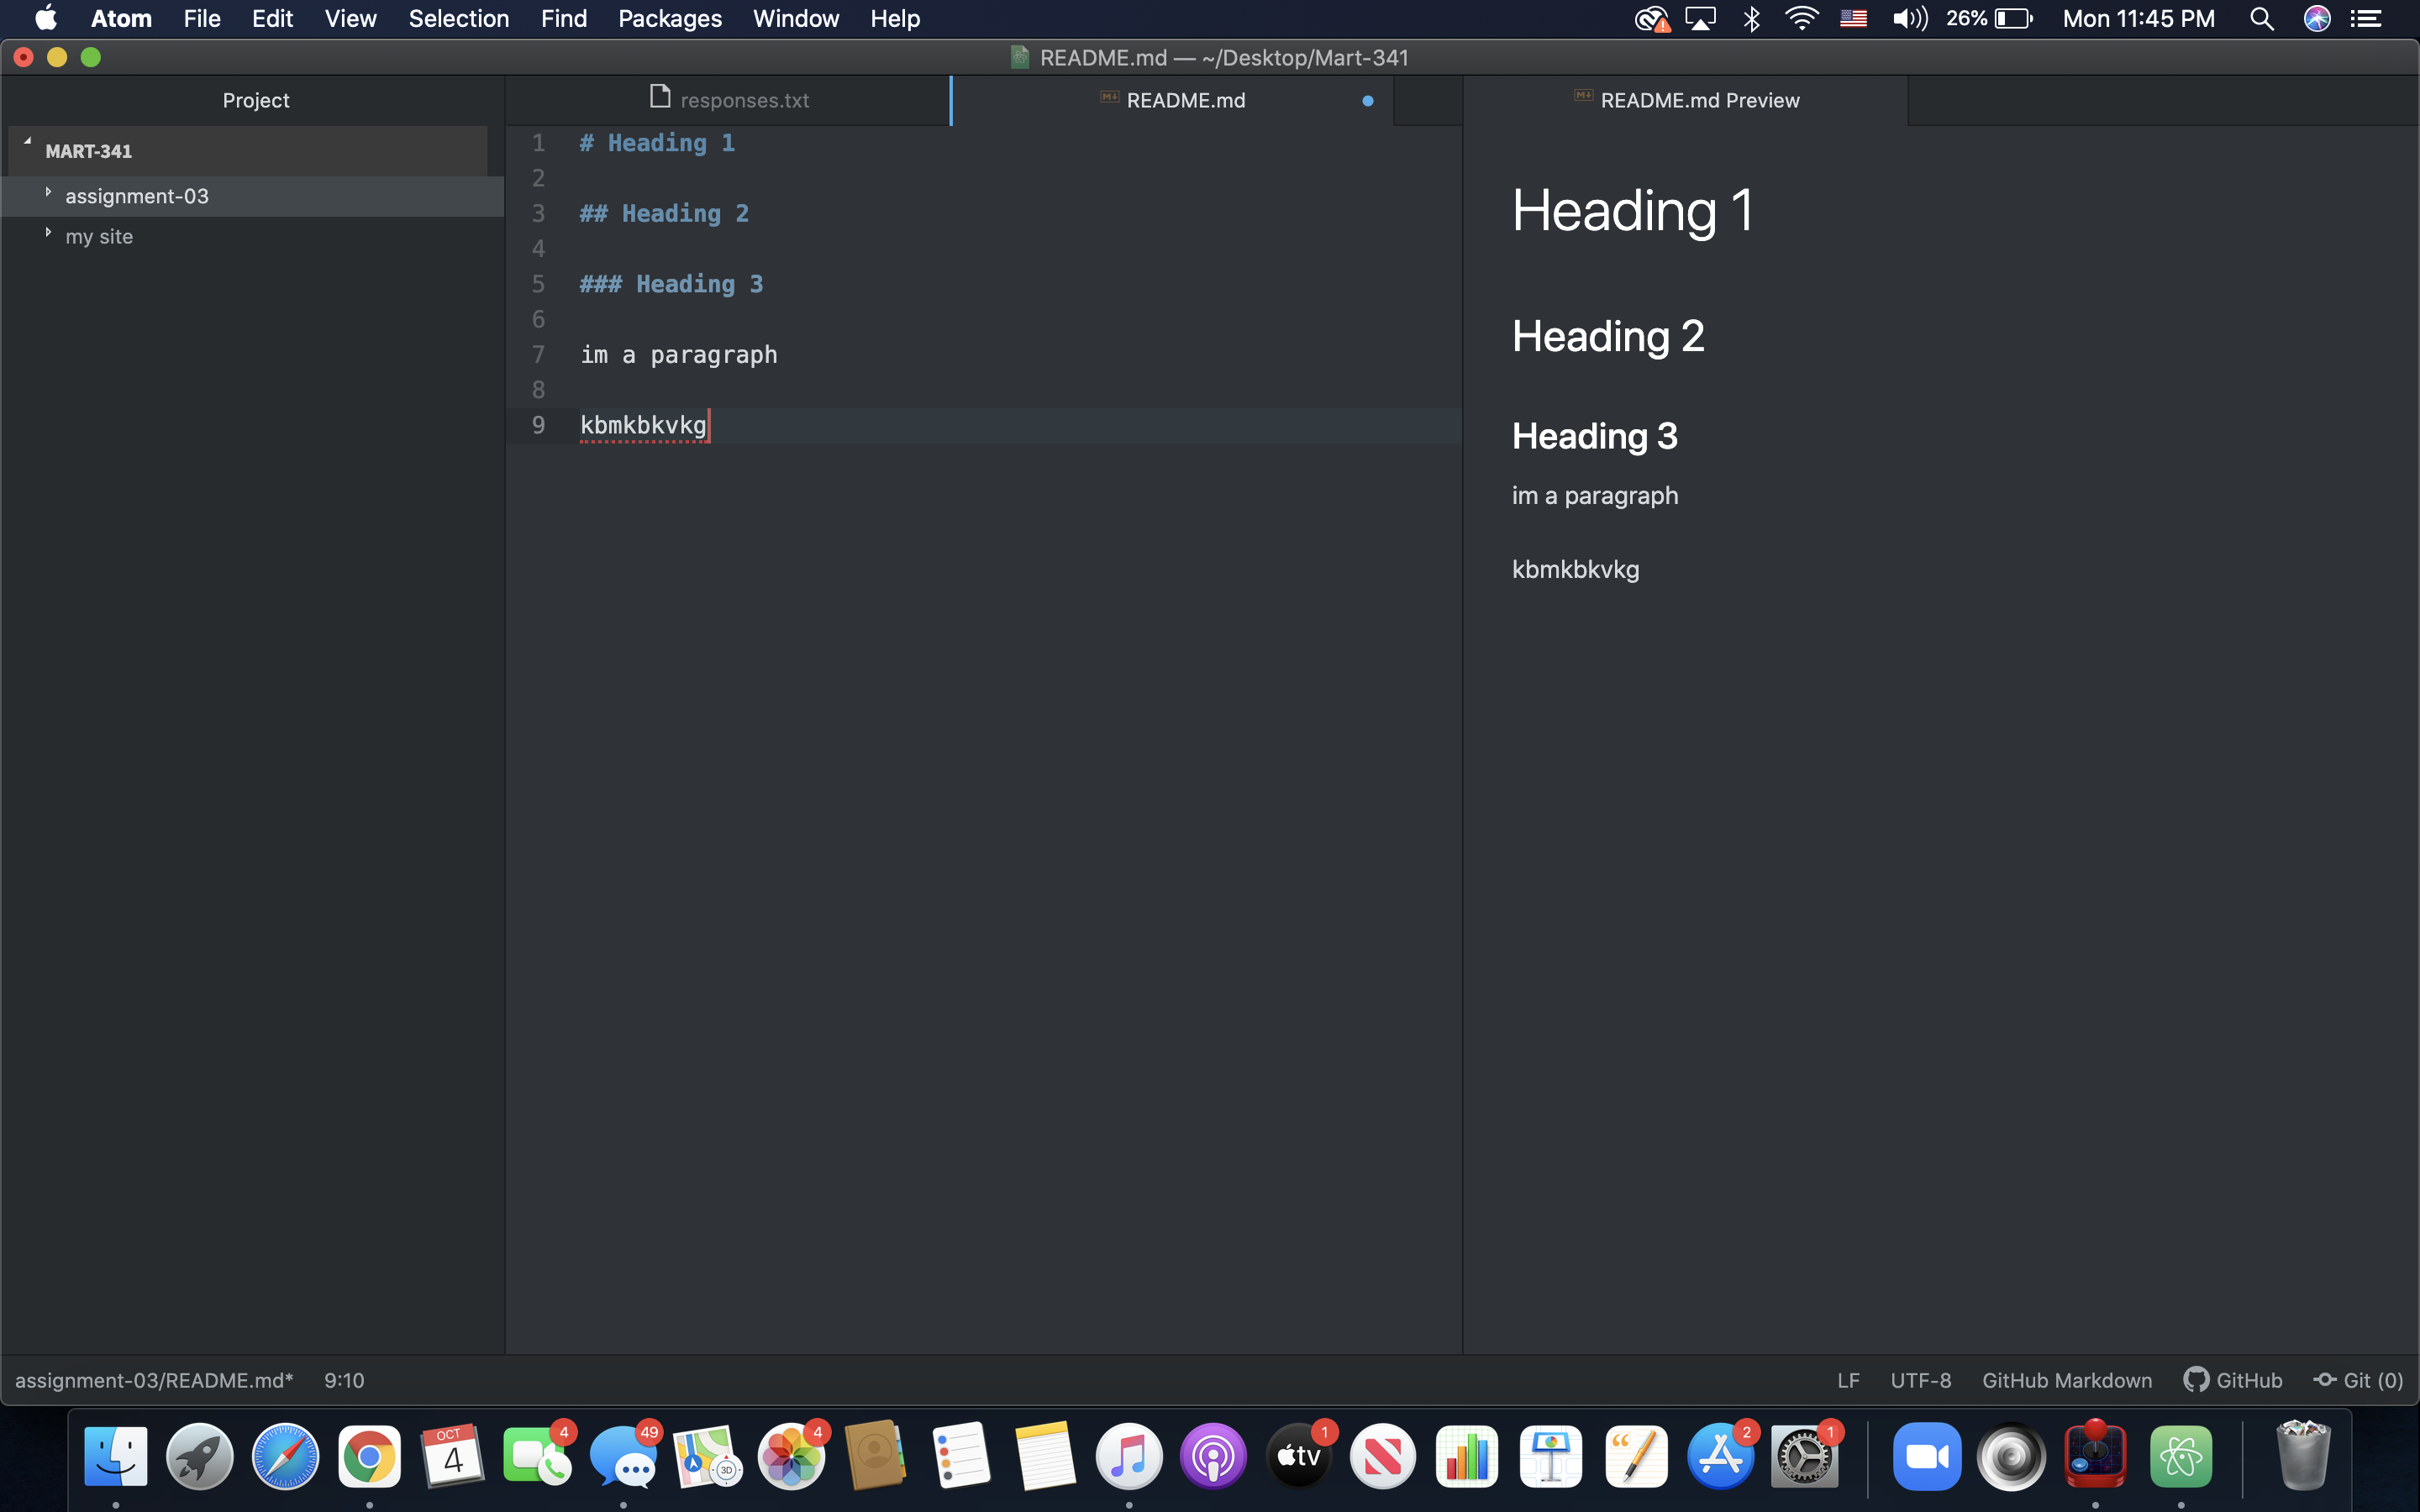 Atom File Edit View Selection Find Packages Window Help 26% Mon 11:45 PM
README.md — ~/Desktop/Mart-341
Project
MART-341
assignment-03
my site
responses.txt
README.md
README.md Preview
1 # Heading 1
2
3 ## Heading 2
4
5 ### Heading 3
6
7 im a paragraph
8
9 kbmkbkvkg
Heading 1
Heading 2
Heading 3
im a paragraph
kbmkbkvkg
assignment-03/README.md* 9:10
LF UTF-8 GitHub Markdown GitHub Git (0)
OCT
4
4
49
3D
4
tv
1
2
1